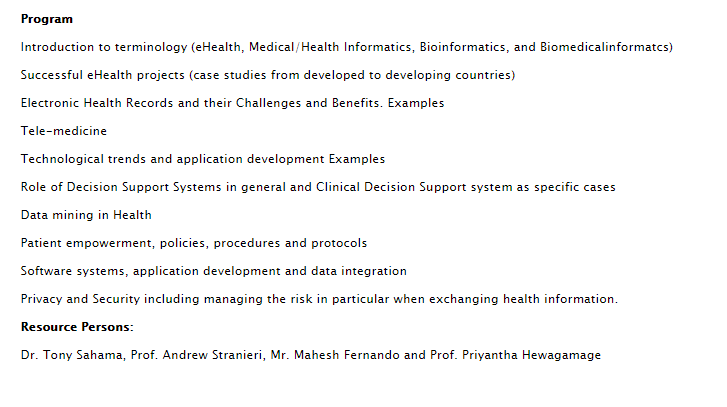 Program
Introduction to terminology (eHealth, Medical/Health Informatics, Bioinformatics, and Biomedicalinformatcs)
Successful eHealth projects (case studies from developed to developing countries)
Electronic Health Records and their Challenges and Benefits. Examples
Tele-medicine
Technological trends and application development Examples
Role of Decision Support Systems in general and Clinical Decision Support system as specific cases
Data mining in Health
Patient empowerment, policies, procedures and protocols
Software systems, application development and data integration
Privacy and Security including managing the risk in particular when exchanging health information.
Resource Persons:
Dr. Tony Sahama, Prof. Andrew Stranieri, Mr. Mahesh Fernando and Prof. Priyantha Hewagamage